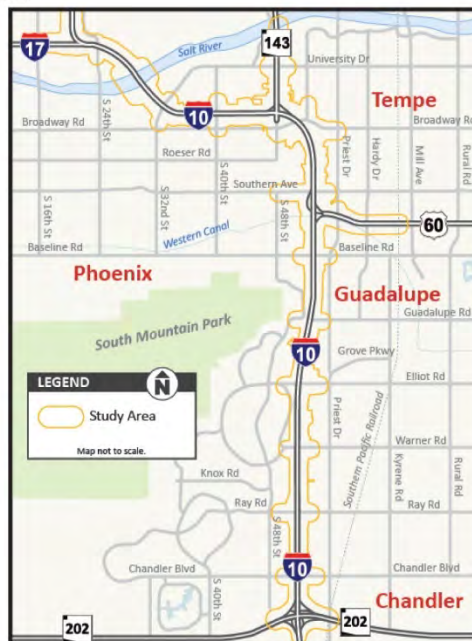 143
17
Salt River
University Dr
Tempe
10
S 24th St
Broadway Rd
Broadway Rd
Roeser Rd
S 40th St
Priest Dr
Hardy Dr
Mill Ave
Rural Rd
Southern Ave
S 16th St
S 32nd St
S 48th St
Western Canal
Baseline Rd
Baseline Rd
60
Phoenix
Guadalupe
Guadalupe Rd
South Mountain Park
10
Grove Pkwy
LEGEND
N
Study Area
Map not to scale.
Elliot Rd
Priest Dr
Southern Pacific Railroad
Warner Rd
Kyrene Rd
Rural Rd
Knox Rd
Ray Rd
Ray Rd
S 48th St
10
Chandler Blvd
Chandler Blvd
S 40th St
Chandler
202
202